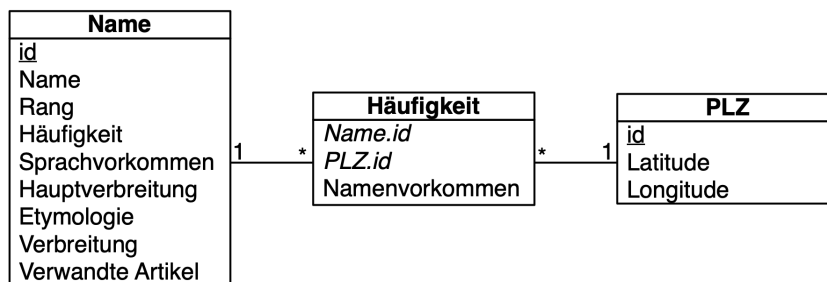 Name
id
Name
Rang
Häufigkeit
Sprachvorkommen
Hauptverbreitung
Etymologie
Verbreitung
Verwandte Artikel
1
*
Häufigkeit
Name.id
PLZ.id
Namenvorkommen
*
1
PLZ
id
Latitude
Longitude